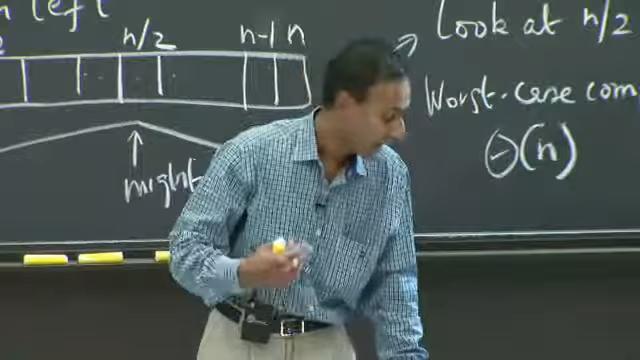 left
n/2 n-1 n
might
Look at n/2
Worst-case com
Θ(n)